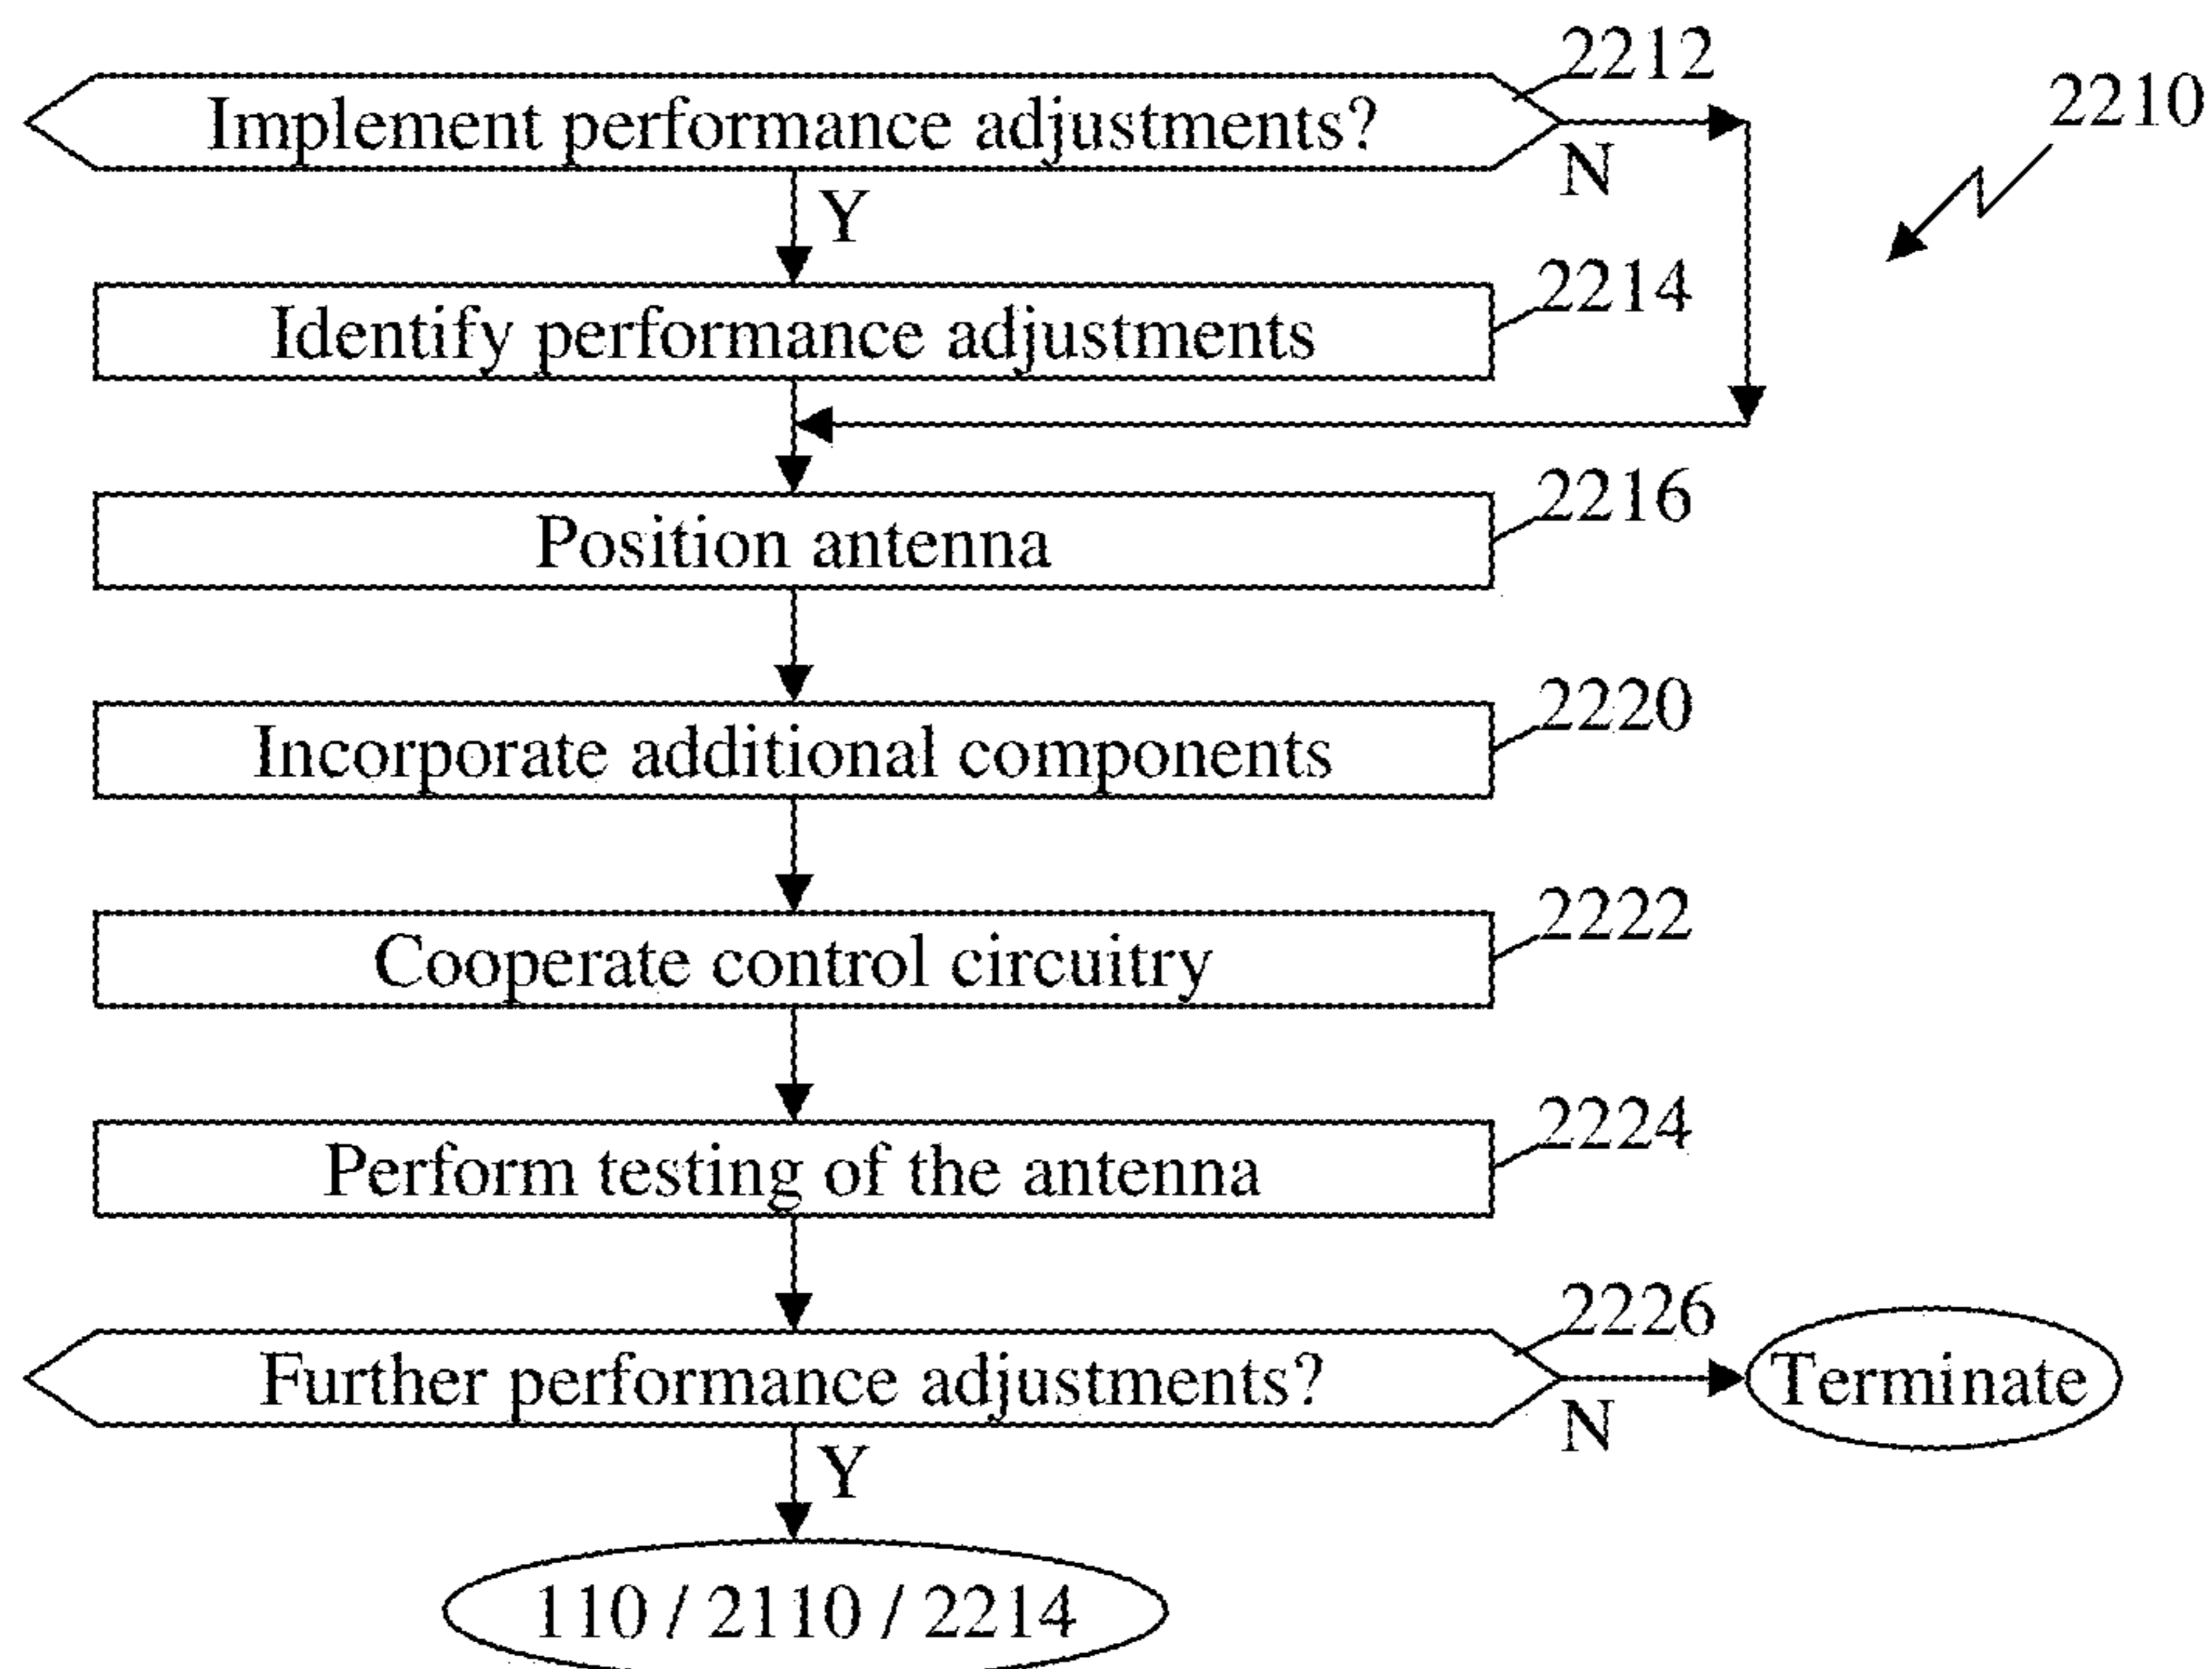 2212
2210
Implement performance adjustments?
N
Y
2214
Identify performance adjustments
2216
Position antenna
2220
Incorporate additional components
2222
Cooperate control circuitry
2224
Perform testing of the antenna
2226
Further performance adjustments?
Terminate
N
Y
110 / 2110 / 2214